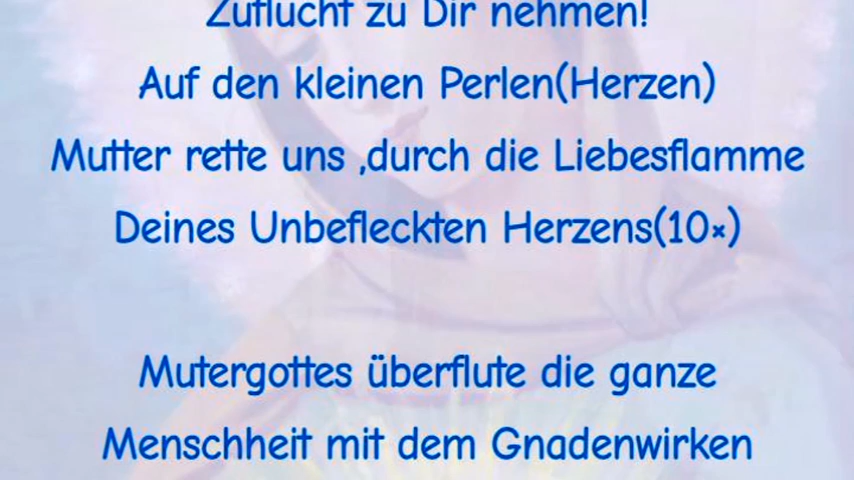 Zuflucht zu Dir nehmen!
Auf den kleinen Perlen(Herzen)
Mutter rette uns ,durch die Liebesflamme
Deines Unbefleckten Herzens(10×)
Mutergottes überflute die ganze
Menschheit mit dem Gnadenwirken